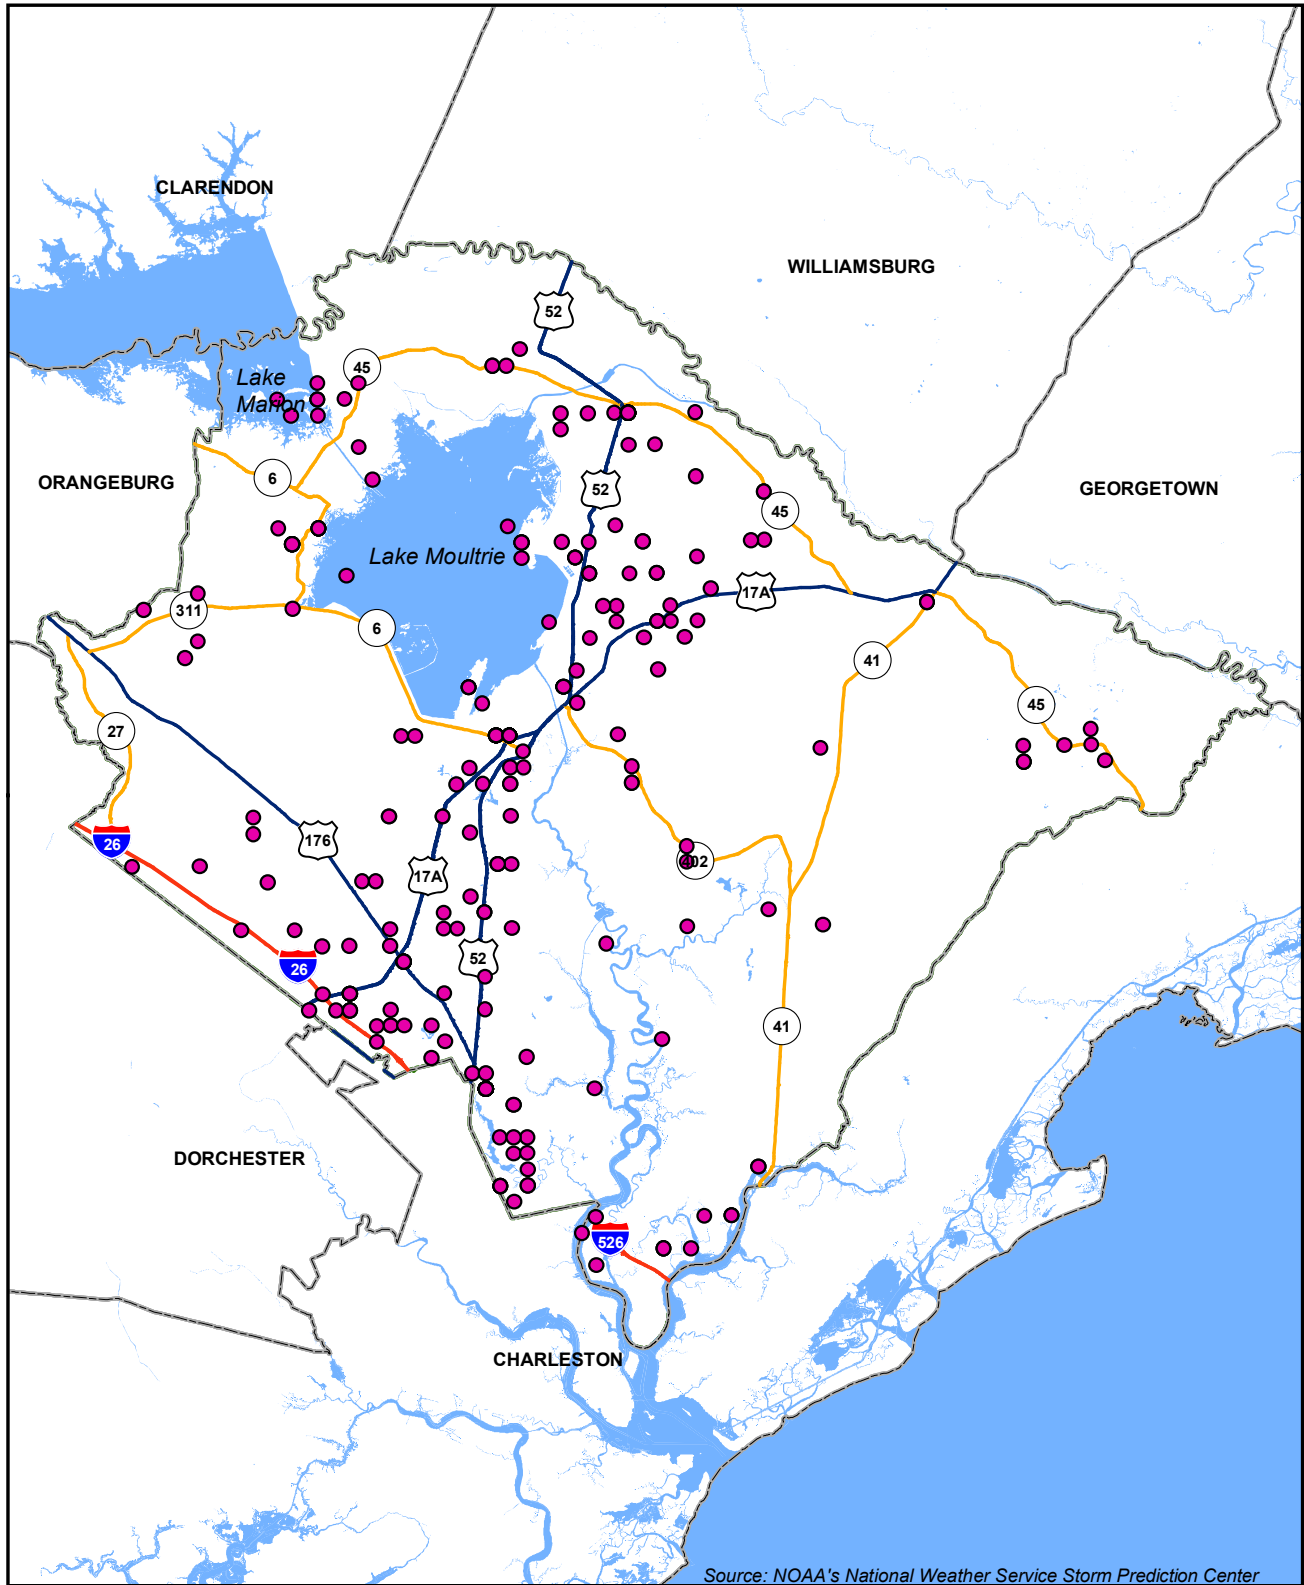 CLARENDON
WILLIAMSBURG
52
45
Lake
Marion
ORANGEBURG
6
52
GEORGETOWN
45
Lake Moultrie
17A
311
6
41
45
27
176
26
402
17A
52
26
41
DORCHESTER
526
CHARLESTON
Source: NOAA's National Weather Service Storm Prediction Center